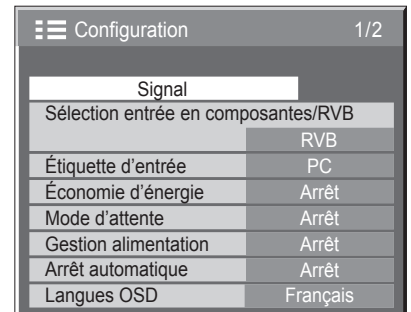 Configuration 1/2
Signal
Sélection entrée en composantes/RVB
RVB
Étiquette d'entrée PC
Économie d'énergie Arrêt
Mode d'attente Arrêt
Gestion alimentation Arrêt
Arrêt automatique Arrêt
Langues OSD Français